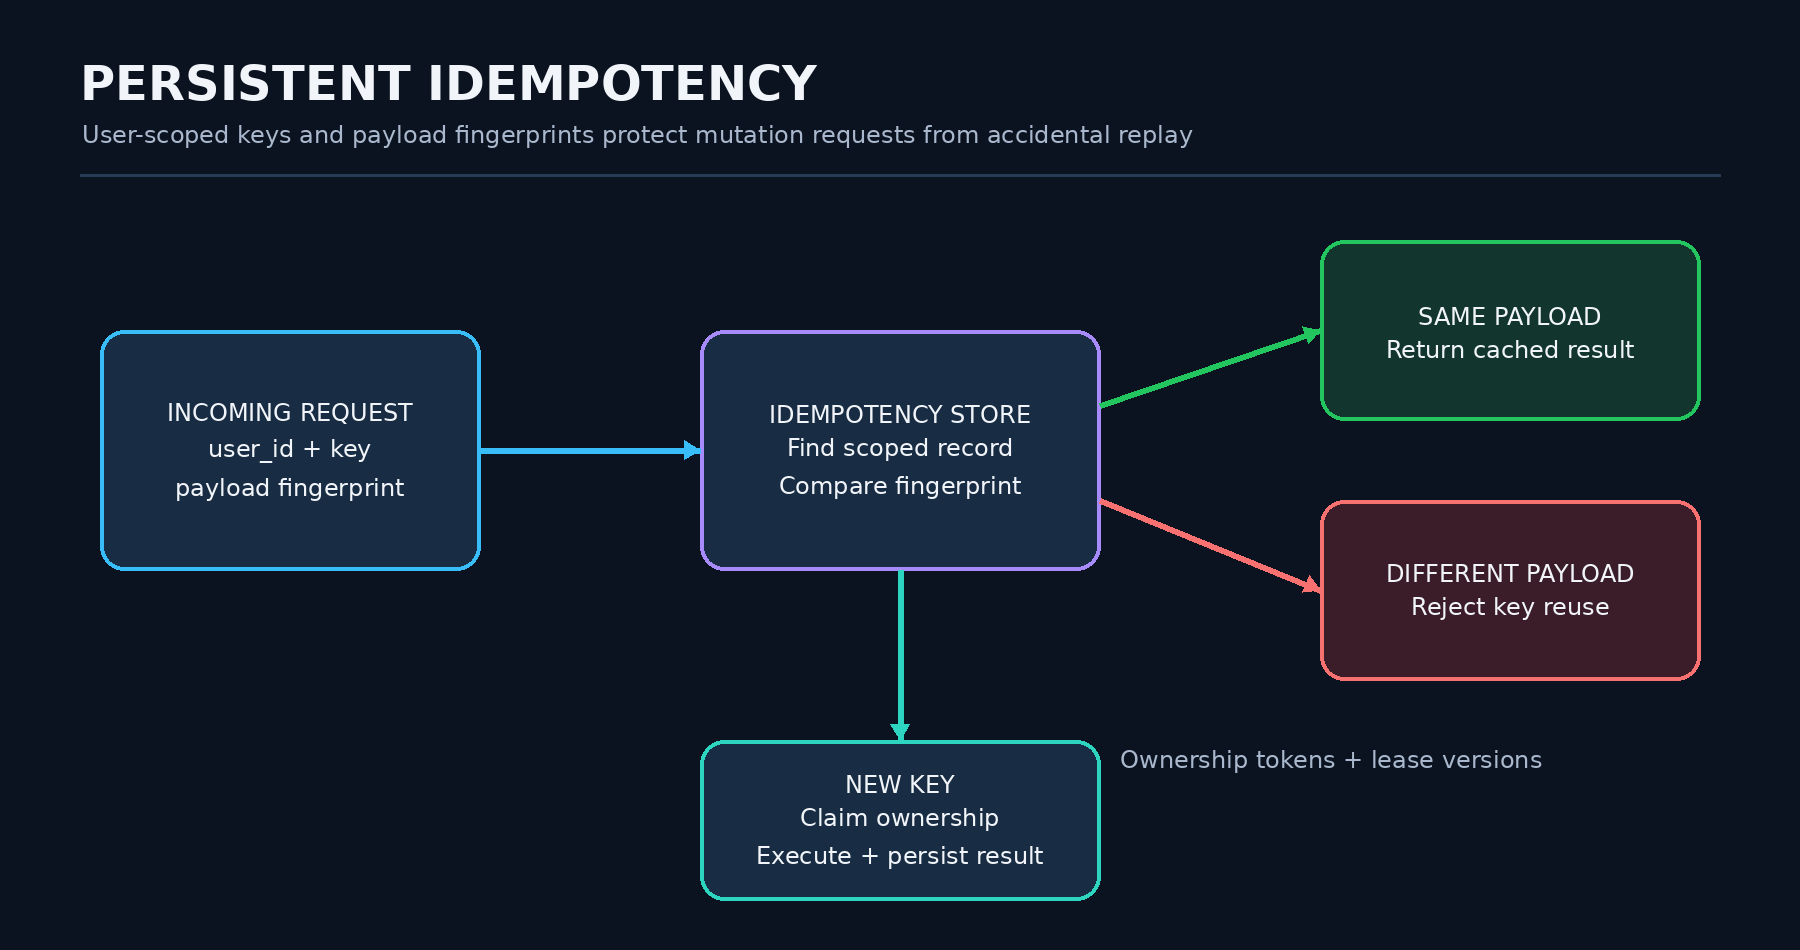 PERSISTENT IDEMPOTENCY
User-scoped keys and payload fingerprints protect mutation requests from accidental replay
INCOMING REQUEST
user_id + key
payload fingerprint
IDEMPOTENCY STORE
Find scoped record
Compare fingerprint
SAME PAYLOAD
Return cached result
DIFFERENT PAYLOAD
Reject key reuse
NEW KEY
Claim ownership
Execute + persist result
Ownership tokens + lease versions